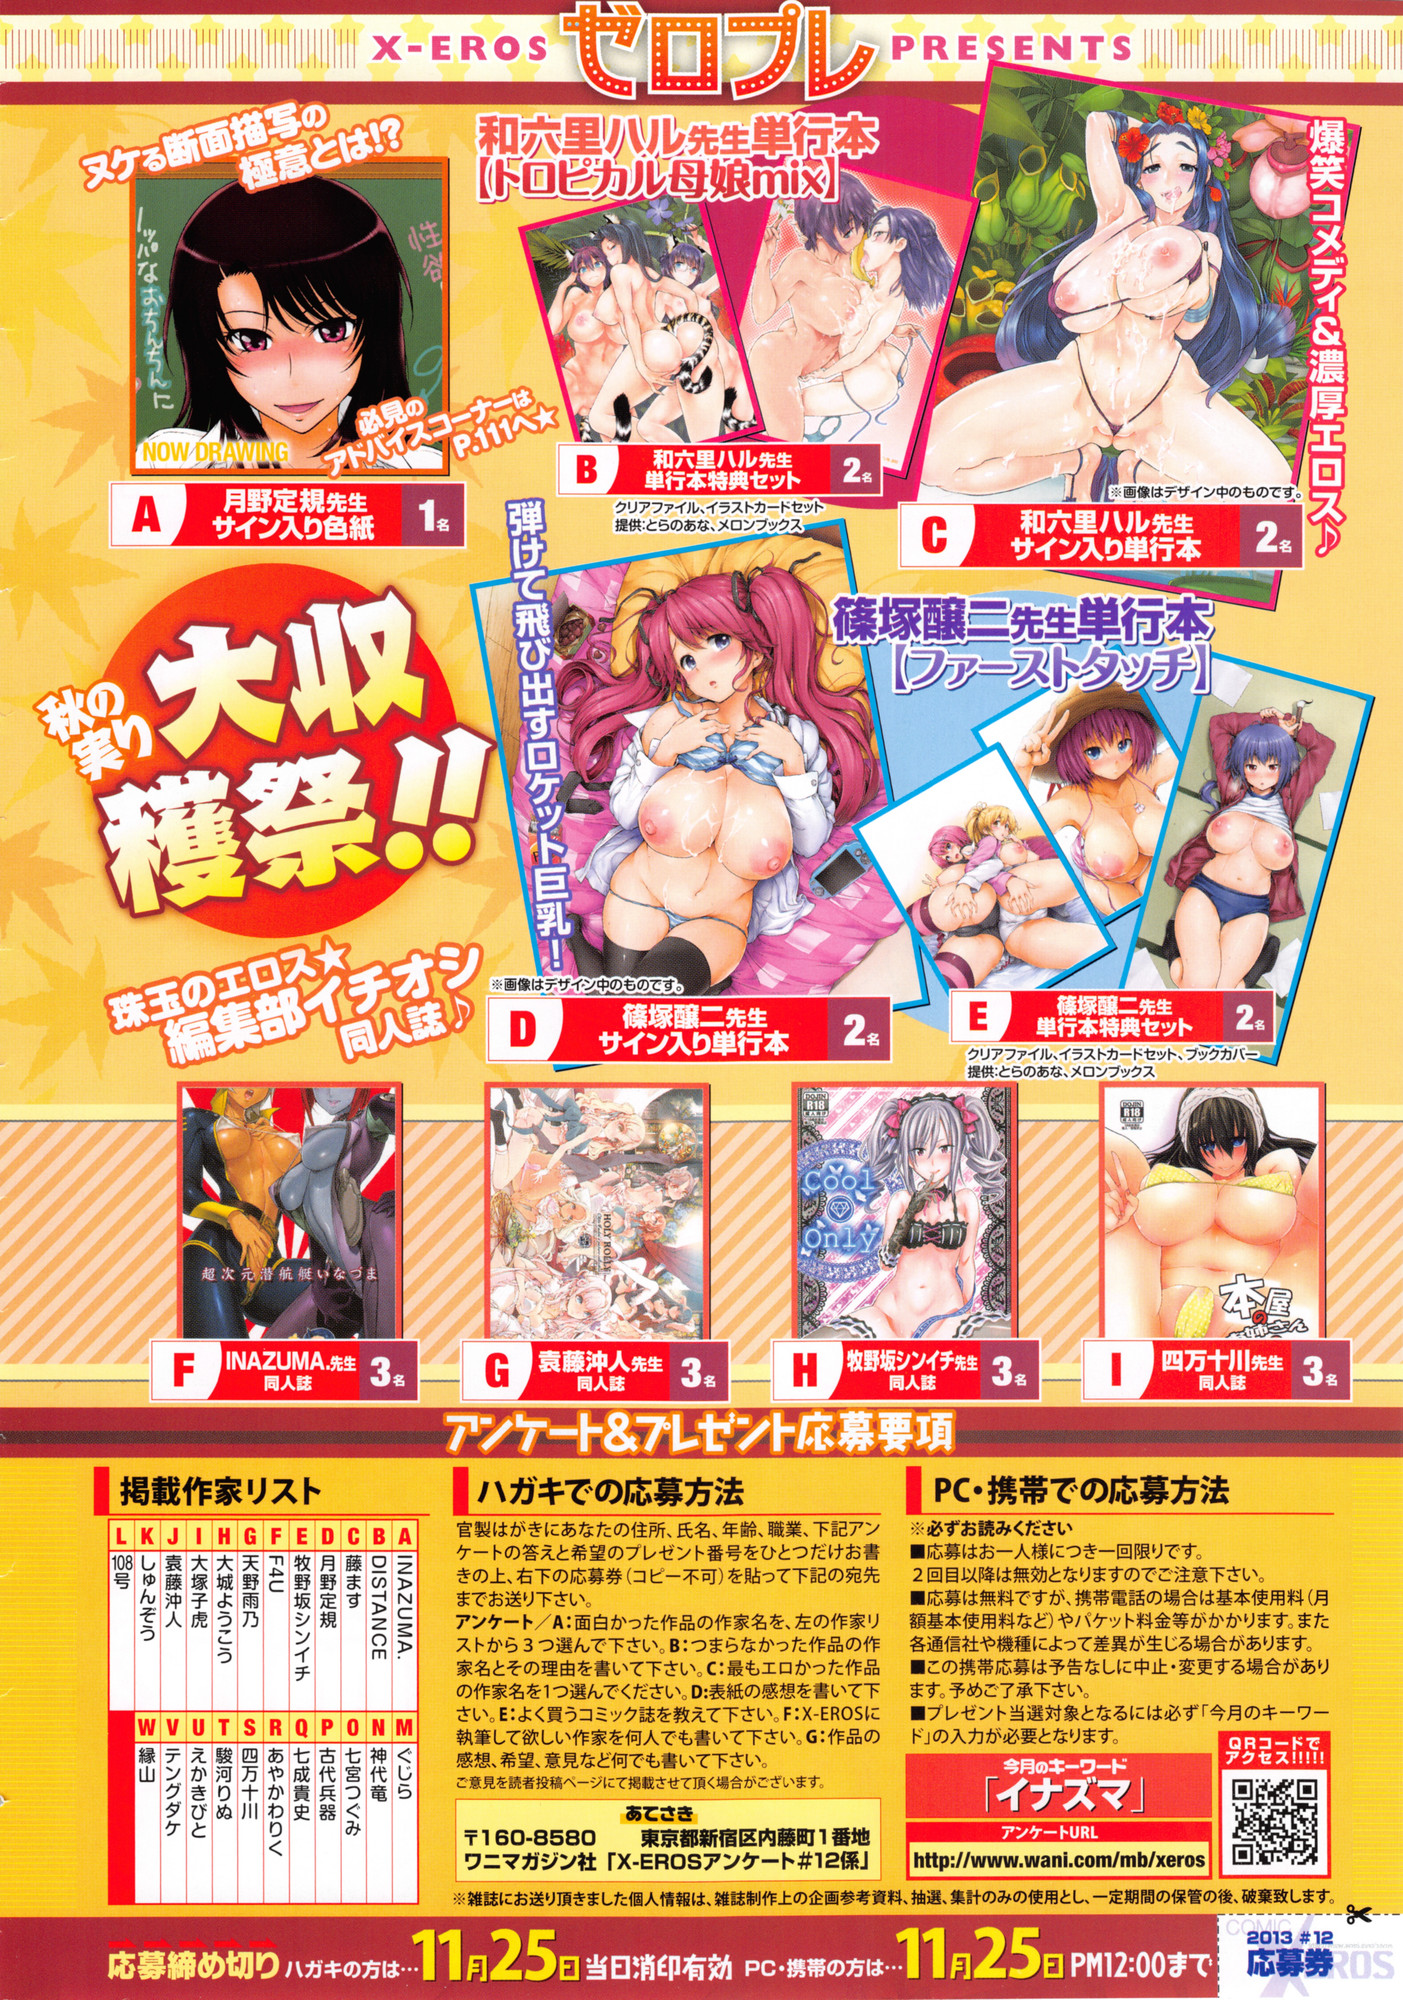 X-EROS ゼロプレ PRESENTS
ヌケる断面描写の
極意とは!?
性欲
NOW DRAWING
必見の
アドバイスコーナーは
P.111へ★
A 月野定規先生
サイン入り色紙 1名
和六里ハル先生単行本
【トロピカル母娘mix】
B 和六里ハル先生
単行本特典セット 2名
クリアファイル、イラストカードセット
提供:とらのあな、メロンブックス
爆笑コメディ&濃厚エロス♪
※画像はデザイン中のものです。
C 和六里ハル先生
サイン入り単行本 2名
秋の
実り
大収
穫祭!!
珠玉のエロス★
編集部イチオシ
同人誌♪
弾けて飛び出すロケット巨乳!
※画像はデザイン中のものです。
D 篠塚醸二先生
サイン入り単行本 2名
篠塚醸二先生単行本
【ファーストタッチ】
E 篠塚醸二先生
単行本特典セット 2名
クリアファイル、イラストカードセット、ブックカバー
提供:とらのあな、メロンブックス
超次元潜航艇いなづま
F INAZUMA.先生
同人誌 3名
HOLY ROLLY
G 袁藤沖人先生
同人誌 3名
DOJIN
R18
Cool
Only
H 牧野坂シンイチ先生
同人誌 3名
DOJIN
R18
本屋
の
お姉さん
I 四万十川先生
同人誌 3名
アンケート&プレゼント応募要項
掲載作家リスト
A INAZUMA.
B DISTANCE
C 藤ます
D 月野定規
E 牧野坂シンイチ
F F4U
G 天野雨乃
H 大城ようこう
I 大塚子虎
J 袁藤沖人
K しゅんぞう
L 108号
M ぐじら
N 神代竜
O 七宮つぐみ
P 古代兵器
Q 七成貴史
R あやかわりく
S 四万十川
T 駿河りぬ
U えかきびと
V テングダケ
W 縁山
ハガキでの応募方法
官製はがきにあなたの住所、氏名、年齢、職業、下記アン
ケートの答えと希望のプレゼント番号をひとつだけお書
きの上、右下の応募券(コピー不可)を貼って下記の宛先
までお送り下さい。
アンケート/A:面白かった作品の作家名を、左の作家リ
ストから3つ選んで下さい。B:つまらなかった作品の作
家名とその理由を書いて下さい。C:最もエロかった作品
の作家名を1つ選んでください。D:表紙の感想を書いて下
さい。E:よく買うコミック誌を教えて下さい。F:X-EROSに
執筆して欲しい作家を何人でも書いて下さい。G:作品の
感想、希望、意見など何でも書いて下さい。
ご意見を読者投稿ページにて掲載させて頂く場合がございます。
あてさき
〒160-8580 東京都新宿区内藤町1番地
ワニマガジン社「X-EROSアンケート#12係」
PC・携帯での応募方法
※必ずお読みください
■応募はお一人様につき一回限りです。
2回目以降は無効となりますのでご注意下さい。
■応募は無料ですが、携帯電話の場合は基本使用料(月
額基本使用料など)やパケット料金等がかかります。また
各通信社や機種によって差異が生じる場合があります。
■この携帯応募は予告なしに中止・変更する場合があり
ます。予めご了承下さい。
■プレゼント当選対象となるには必ず「今月のキーワー
ド」の入力が必要となります。
今月のキーワード
「イナズマ」
アンケートURL
http://www.wani.com/mb/xeros
QRコードで
アクセス!!!!!
※雑誌にお送り頂きました個人情報は、雑誌制作上の企画参考資料、抽選、集計のみの使用とし、一定期間の保管の後、破棄致します。
応募締め切り ハガキの方は…11月25日当日消印有効 PC・携帯の方は…11月25日PM12:00まで
COMIC
X-EROS
2013 #12
応募券